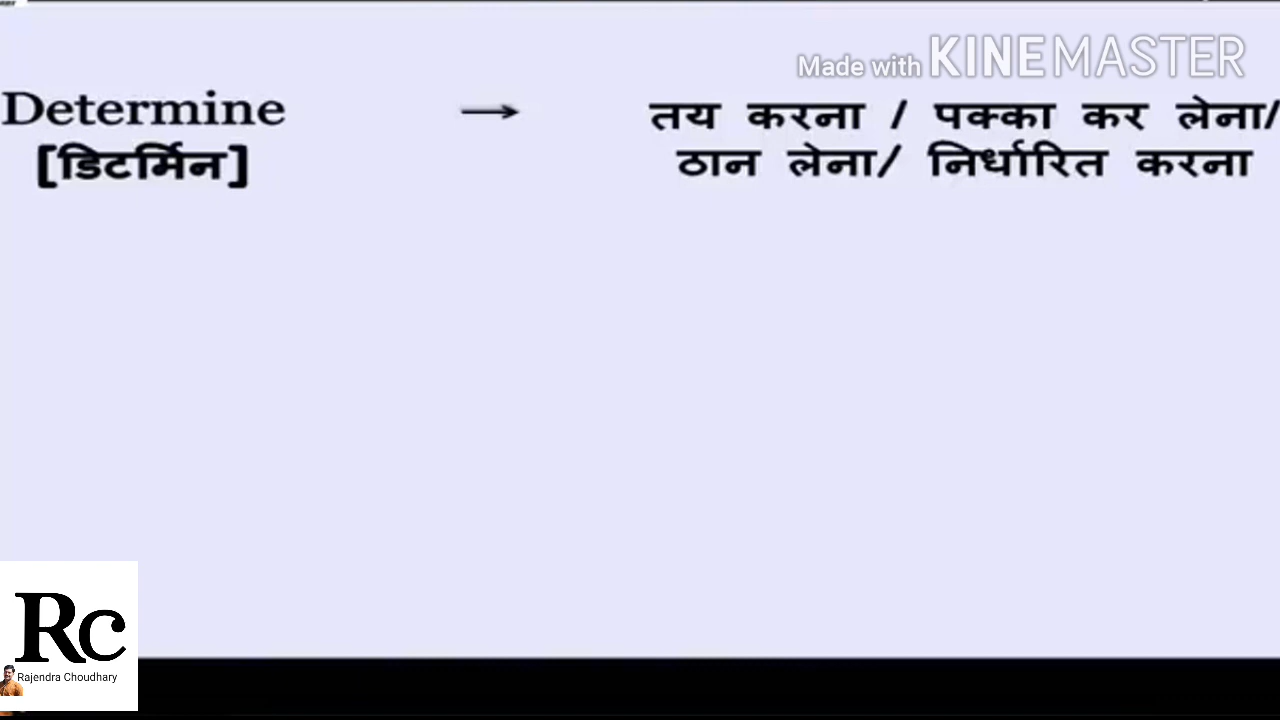 Made with KINEMASTER
Determine → तय करना / पक्का कर लेना/
[डिटर्मिन] ठान लेना/ निर्धारित करना
Rc
Rajendra Choudhary